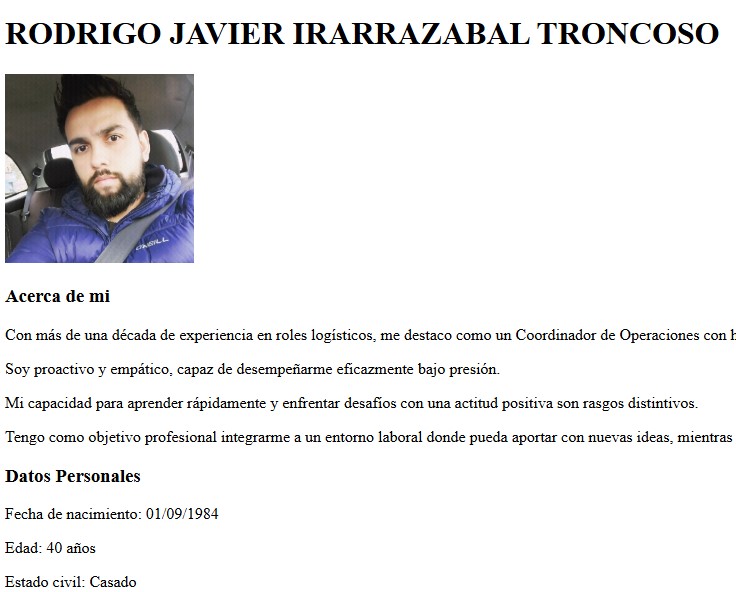 RODRIGO JAVIER IRARRAZABAL TRONCOSO
O'NEILL
Acerca de mi
Con más de una década de experiencia en roles logísticos, me destaco como un Coordinador de Operaciones con
Soy proactivo y empático, capaz de desempeñarme eficazmente bajo presión.
Mi capacidad para aprender rápidamente y enfrentar desafíos con una actitud positiva son rasgos distintivos.
Tengo como objetivo profesional integrarme a un entorno laboral donde pueda aportar con nuevas ideas, mientras
Datos Personales
Fecha de nacimiento: 01/09/1984
Edad: 40 años
Estado civil: Casado